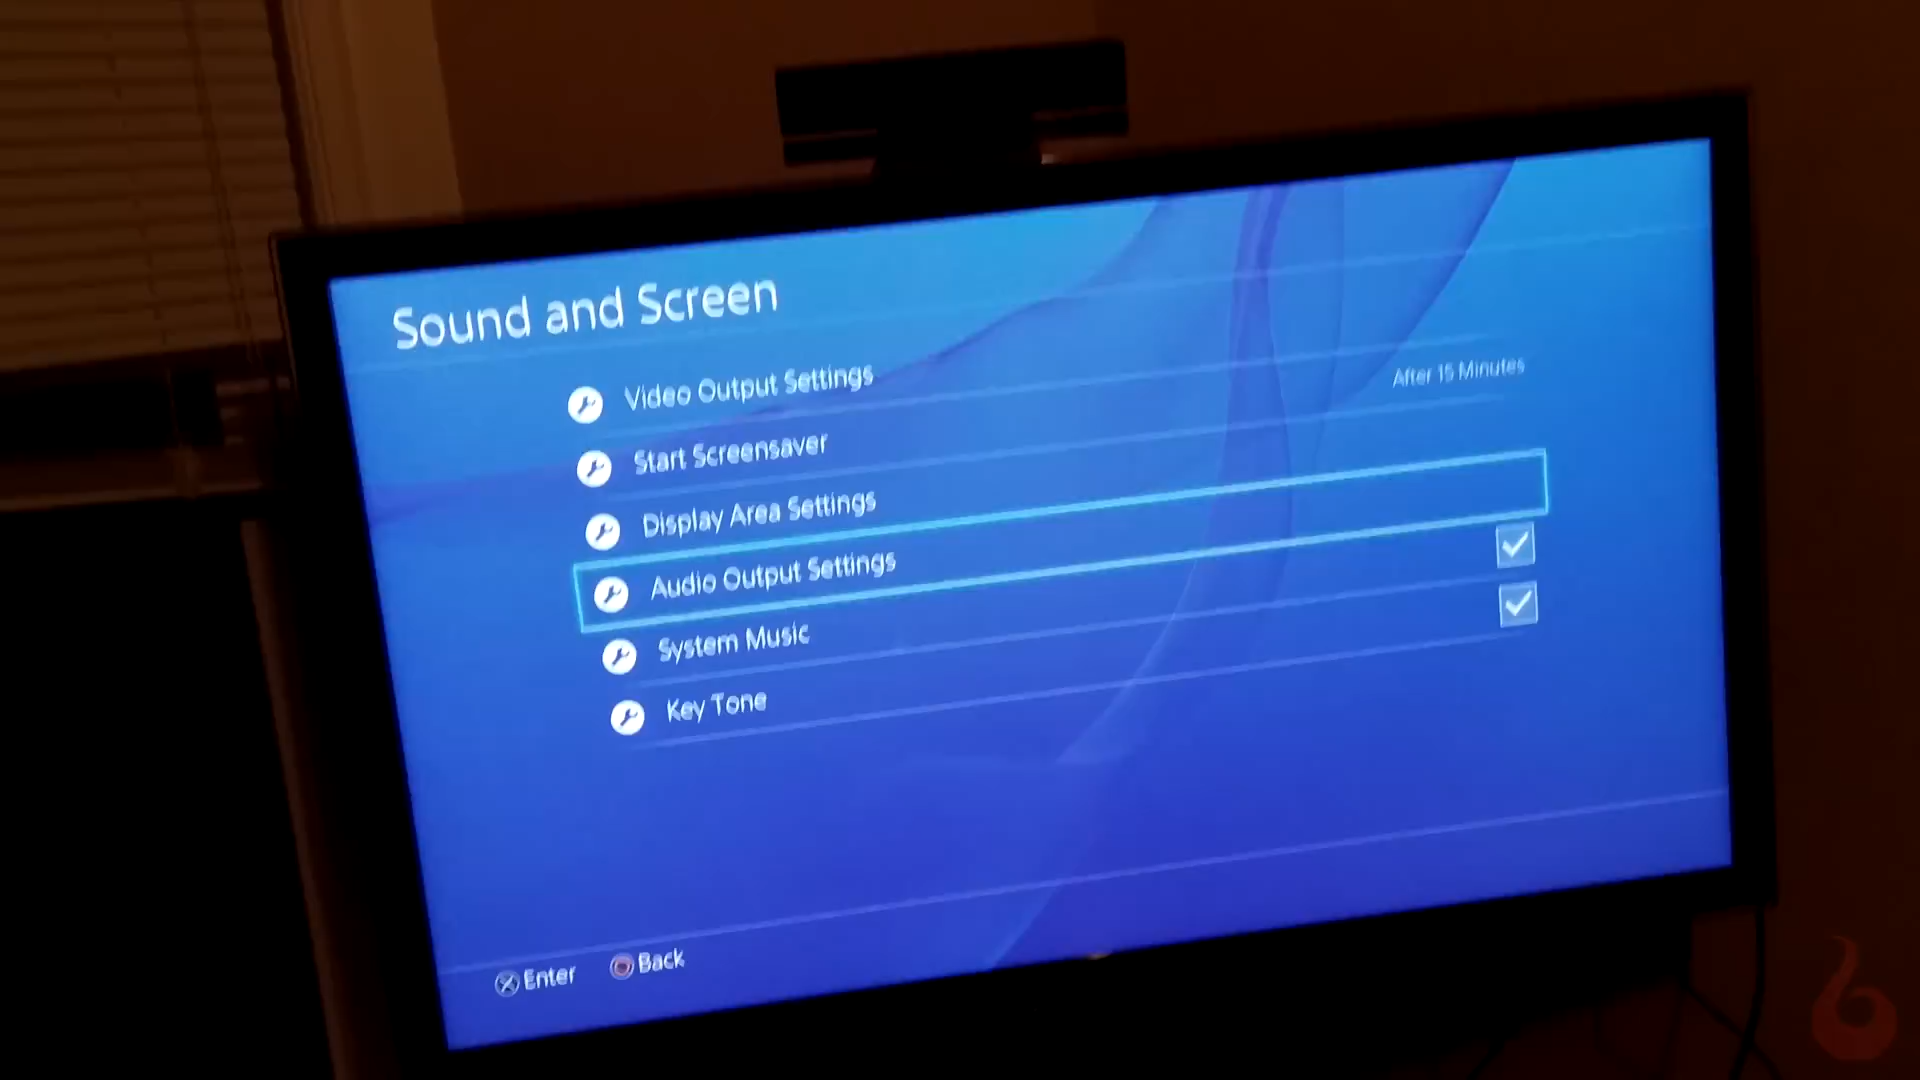 Sound and Screen
Video Output Settings
Start Screensaver After 15 Minutes
Display Area Settings
Audio Output Settings
System Music
Key Tone
Enter Back